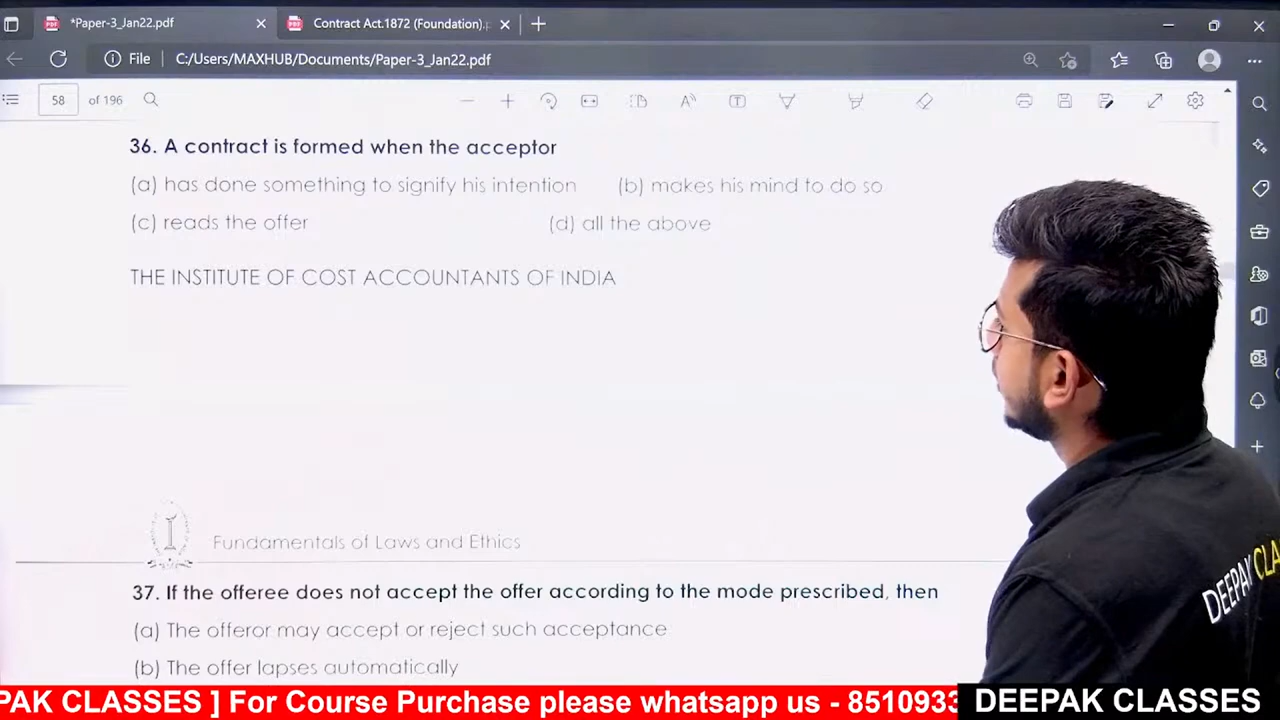 *Paper-3_Jan22.pdf
Contract Act.1872 (Foundation).
File
C:/Users/MAXHUB/Documents/Paper-3_Jan22.pdf
58 of 196
36. A contract is formed when the acceptor
(a) has done something to signify his intention (b) makes his mind to do so
(c) reads the offer (d) all the above
THE INSTITUTE OF COST ACCOUNTANTS OF INDIA
Fundamentals of Laws and Ethics
37. If the offeree does not accept the offer according to the mode prescribed, then
(a) The offeror may accept or reject such acceptance
(b) The offer lapses automatically
DEEPAK CLA
PAK CLASSES ] For Course Purchase please whatsapp us - 8510933
DEEPAK CLASSES